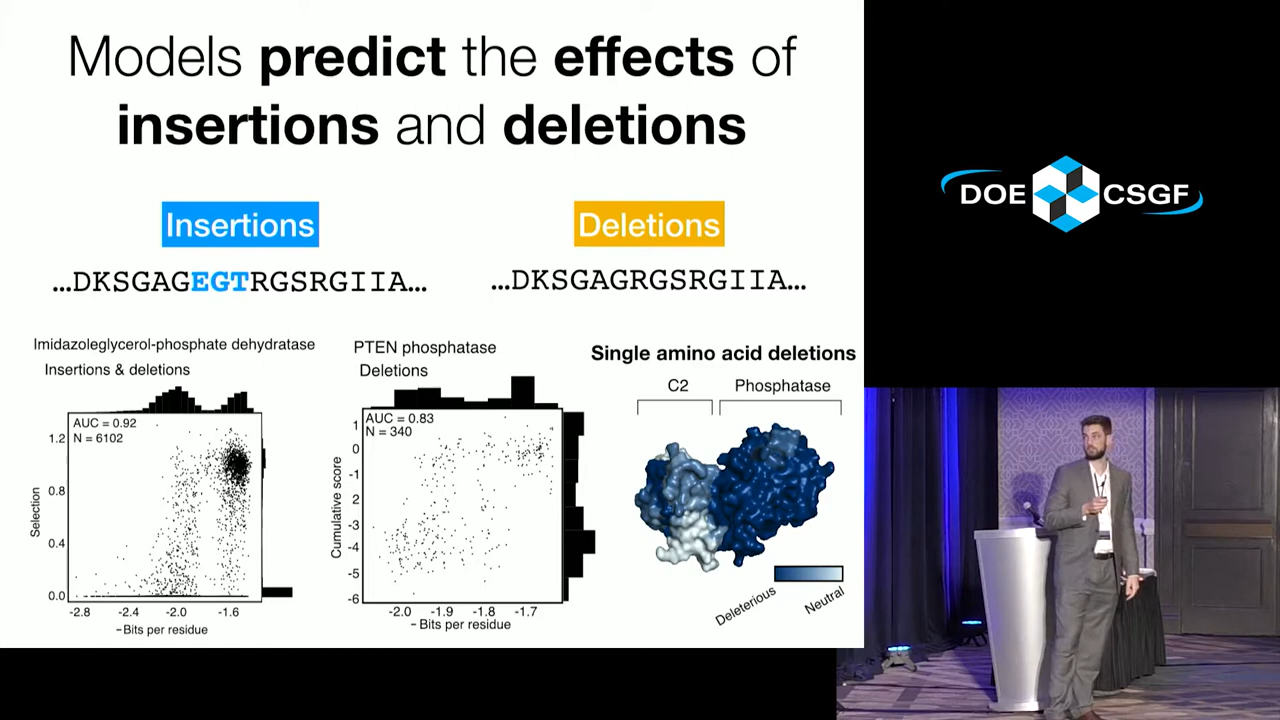 Models predict the effects of
insertions and deletions
Insertions
Deletions
...DKSGAGEGTRGSRGIIA...
...DKSGAGRGSRGIIA...
Imidazoleglycerol-phosphate dehydratase
Insertions & deletions
AUC = 0.92
N = 6102
Selection
1.2
0.8
0.4
0.0
-2.8 -2.4 -2.0 -1.6
−Bits per residue
PTEN phosphatase
Deletions
AUC = 0.83
N = 340
Cumulative score
1
0
-1
2
-3
-4
-5
-6
-2.0 -1.9 -1.8 -1.7
−Bits per residue
Single amino acid deletions
C2 Phosphatase
Deleterious
Neutral
DOE CSGF